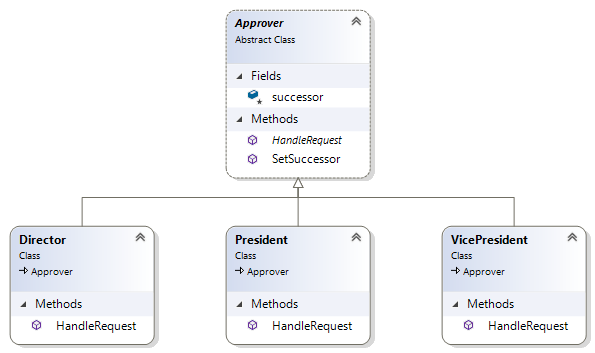 Approver
Abstract Class
Fields
successor
Methods
HandleRequest
SetSuccessor
Director
Class
Approver
Methods
HandleRequest
President
Class
Approver
Methods
HandleRequest
VicePresident
Class
Approver
Methods
HandleRequest